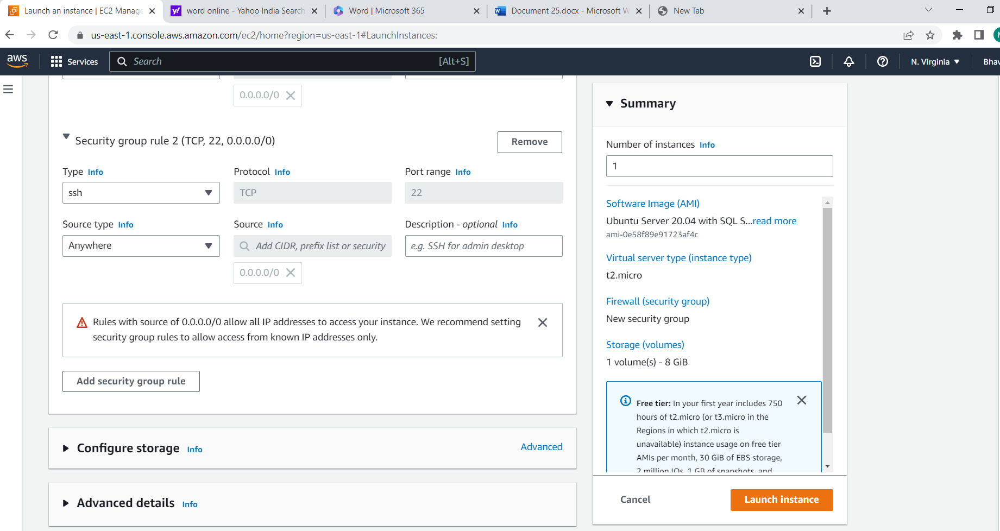 Launch an instance | EC2 Manage
word online - Yahoo India Search
Word | Microsoft 365
Document 25.docx - Microsoft W
New Tab
us-east-1.console.aws.amazon.com/ec2/home?region=us-east-1#LaunchInstances:
aws
Services
Search
[Alt+S]
N. Virginia
Bhav
0.0.0.0/0
Security group rule 2 (TCP, 22, 0.0.0.0/0)
Remove
Type Info
Protocol Info
Port range Info
ssh
TCP
22
Source type Info
Source Info
Description - optional Info
Anywhere
Add CIDR, prefix list or security
e.g. SSH for admin desktop
0.0.0.0/0
Rules with source of 0.0.0.0/0 allow all IP addresses to access your instance. We recommend setting
security group rules to allow access from known IP addresses only.
Add security group rule
Configure storage Info
Advanced
Advanced details Info
Summary
Number of instances Info
1
Software Image (AMI)
Ubuntu Server 20.04 with SQL S...read more
ami-0e58f89e91723af4c
Virtual server type (instance type)
t2.micro
Firewall (security group)
New security group
Storage (volumes)
1 volume(s) - 8 GiB
Free tier: In your first year includes 750
hours of t2.micro (or t3.micro in the
Regions in which t2.micro is
unavailable) instance usage on free tier
AMIs per month, 30 GiB of EBS storage,
2 million IOs, 1 GB of snapshots, and
Cancel
Launch instance